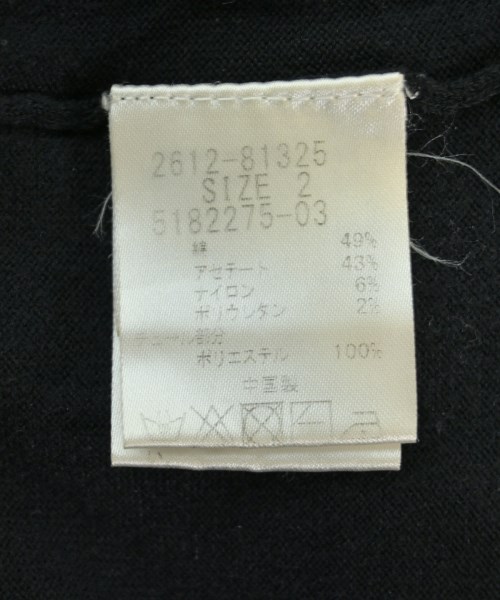 2612-81325
SIZE 2
5182275-03
綿 49%
アセテート 43%
ナイロン 6%
ポリウレタン 2%
チュール部分
ポリエステル 100%
中国製